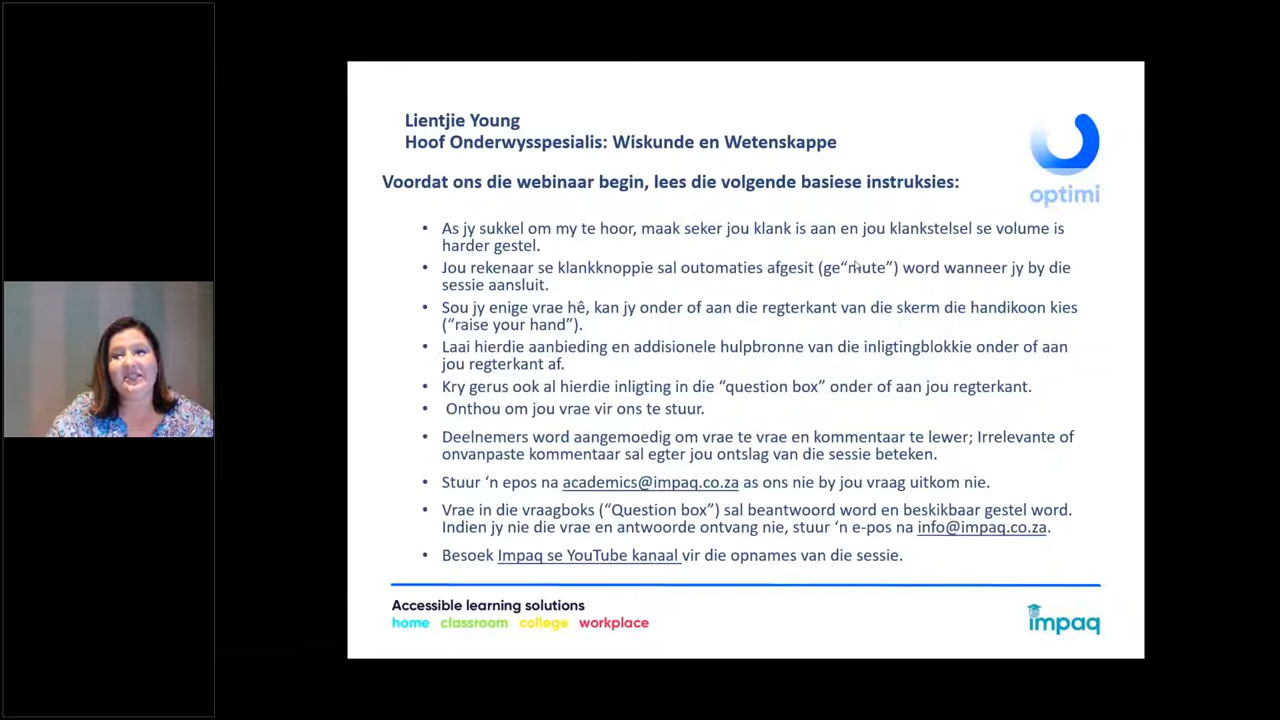 Lientjie Young
Hoof Onderwysspesialis: Wiskunde en Wetenskappe
optimi
Voordat ons die webinaar begin, lees die volgende basiese instruksies:
• As jy sukkel om my te hoor, maak seker jou klank is aan en jou klankstelsel se volume is
harder gestel.
• Jou rekenaar se klankknoppie sal outomaties afgesit (ge“mute”) word wanneer jy by die
sessie aansluit.
• Sou jy enige vrae hê, kan jy onder of aan die regterkant van die skerm die handikoon kies
(“raise your hand”).
• Laai hierdie aanbieding en addisionele hulpbronne van die inligtingblokkie onder of aan
jou regterkant af.
• Kry gerus ook al hierdie inligting in die “question box” onder of aan jou regterkant.
• Onthou om jou vrae vir ons te stuur.
• Deelnemers word aangemoedig om vrae te vrae en kommentaar te lewer; Irrelevante of
onvanpaste kommentaar sal egter jou ontslag van die sessie beteken.
• Stuur ‘n epos na academics@impaq.co.za as ons nie by jou vraag uitkom nie.
• Vrae in die vraagboks (“Question box”) sal beantwoord word en beskikbaar gestel word.
Indien jy nie die vrae en antwoorde ontvang nie, stuur ‘n e-pos na info@impaq.co.za.
• Besoek Impaq se YouTube kanaal vir die opnames van die sessie.
Accessible learning solutions
home classroom college workplace
impaq